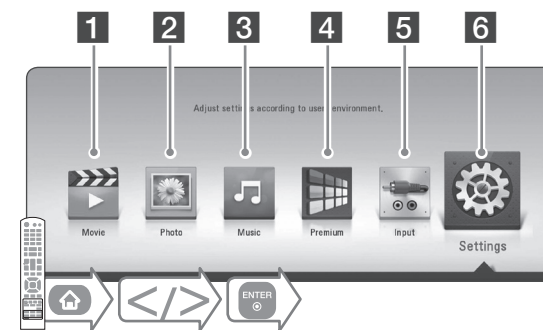 1 2 3 4 5 6
Adjust settings according to user environment.
Movie Photo Music Premium Input Settings
< / >
ENTER